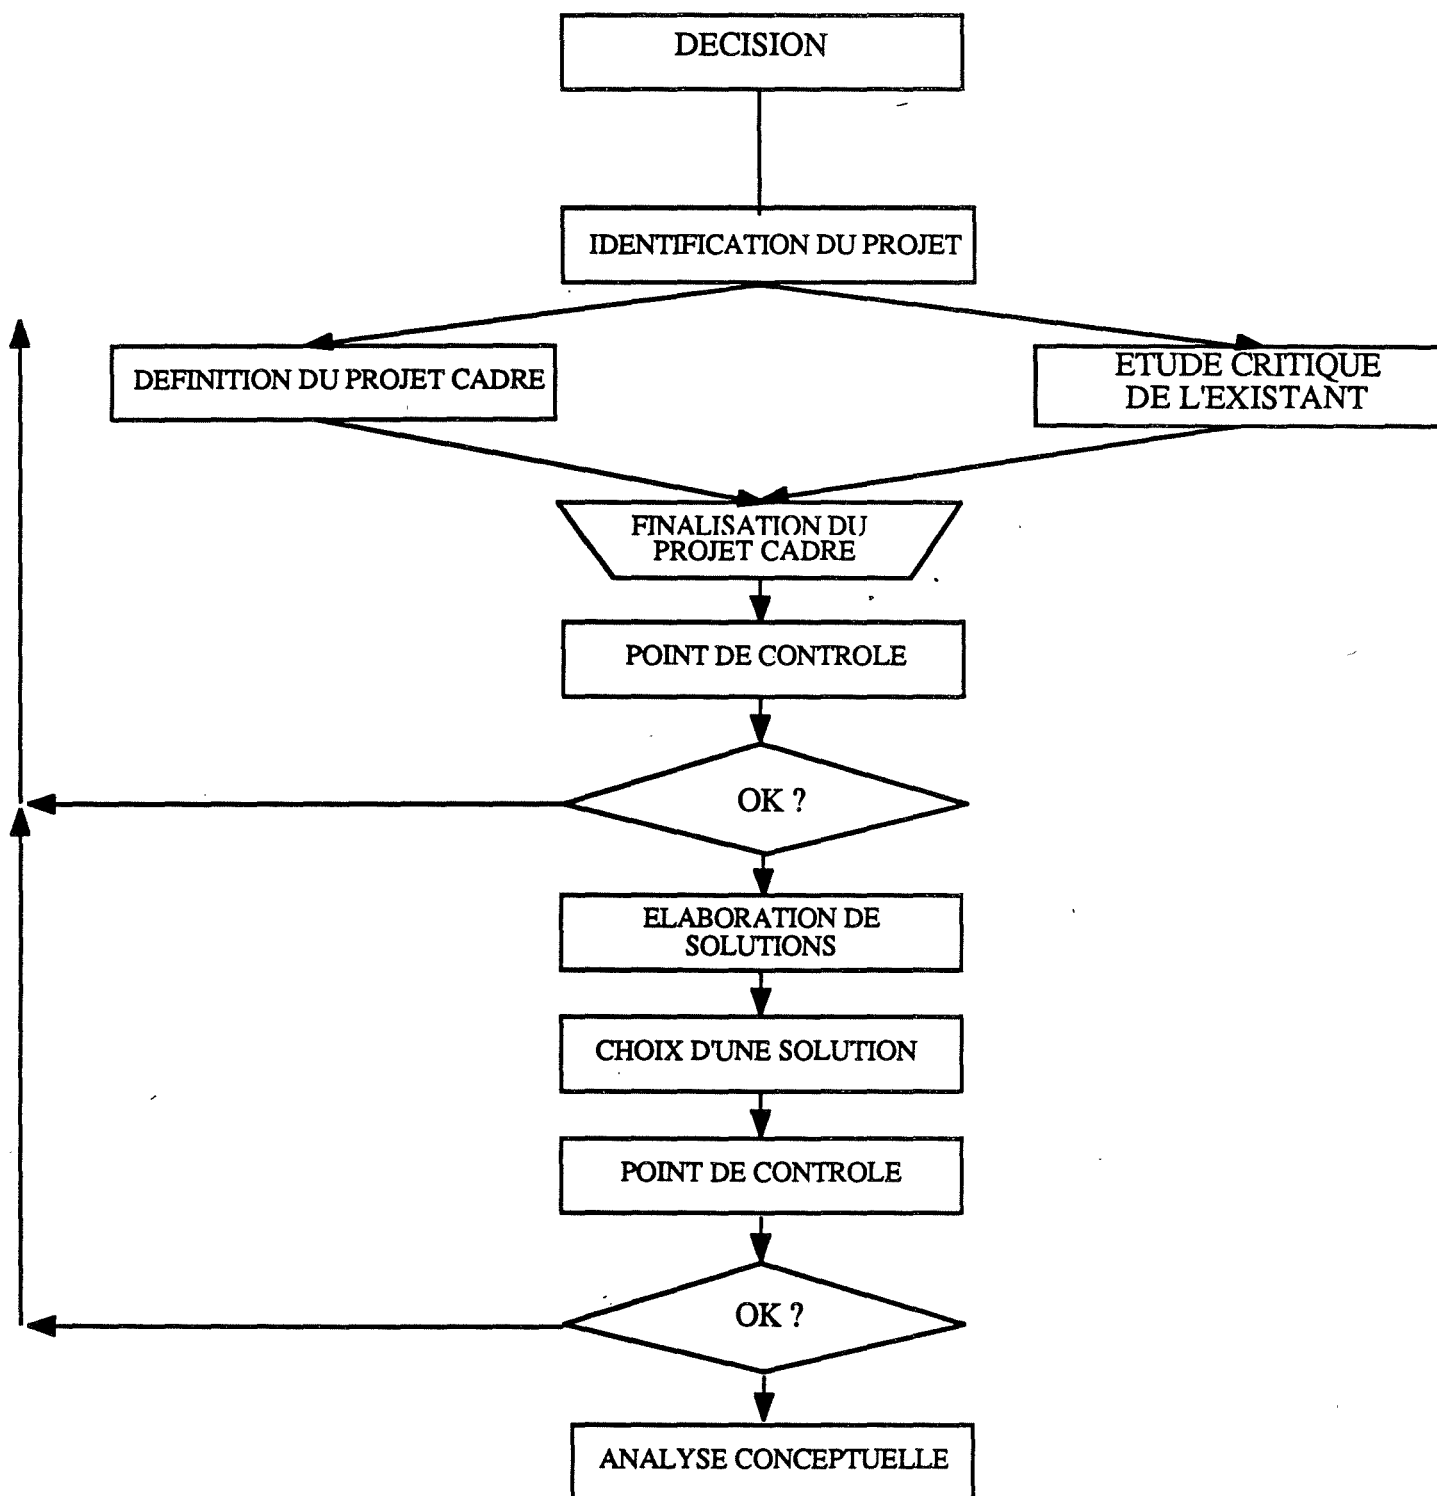 DECISION
IDENTIFICATION DU PROJET
DEFINITION DU PROJET CADRE
ETUDE CRITIQUE
DE L'EXISTANT
FINALISATION DU
PROJET CADRE
POINT DE CONTROLE
OK ?
ELABORATION DE
SOLUTIONS
CHOIX D'UNE SOLUTION
POINT DE CONTROLE
OK ?
ANALYSE CONCEPTUELLE